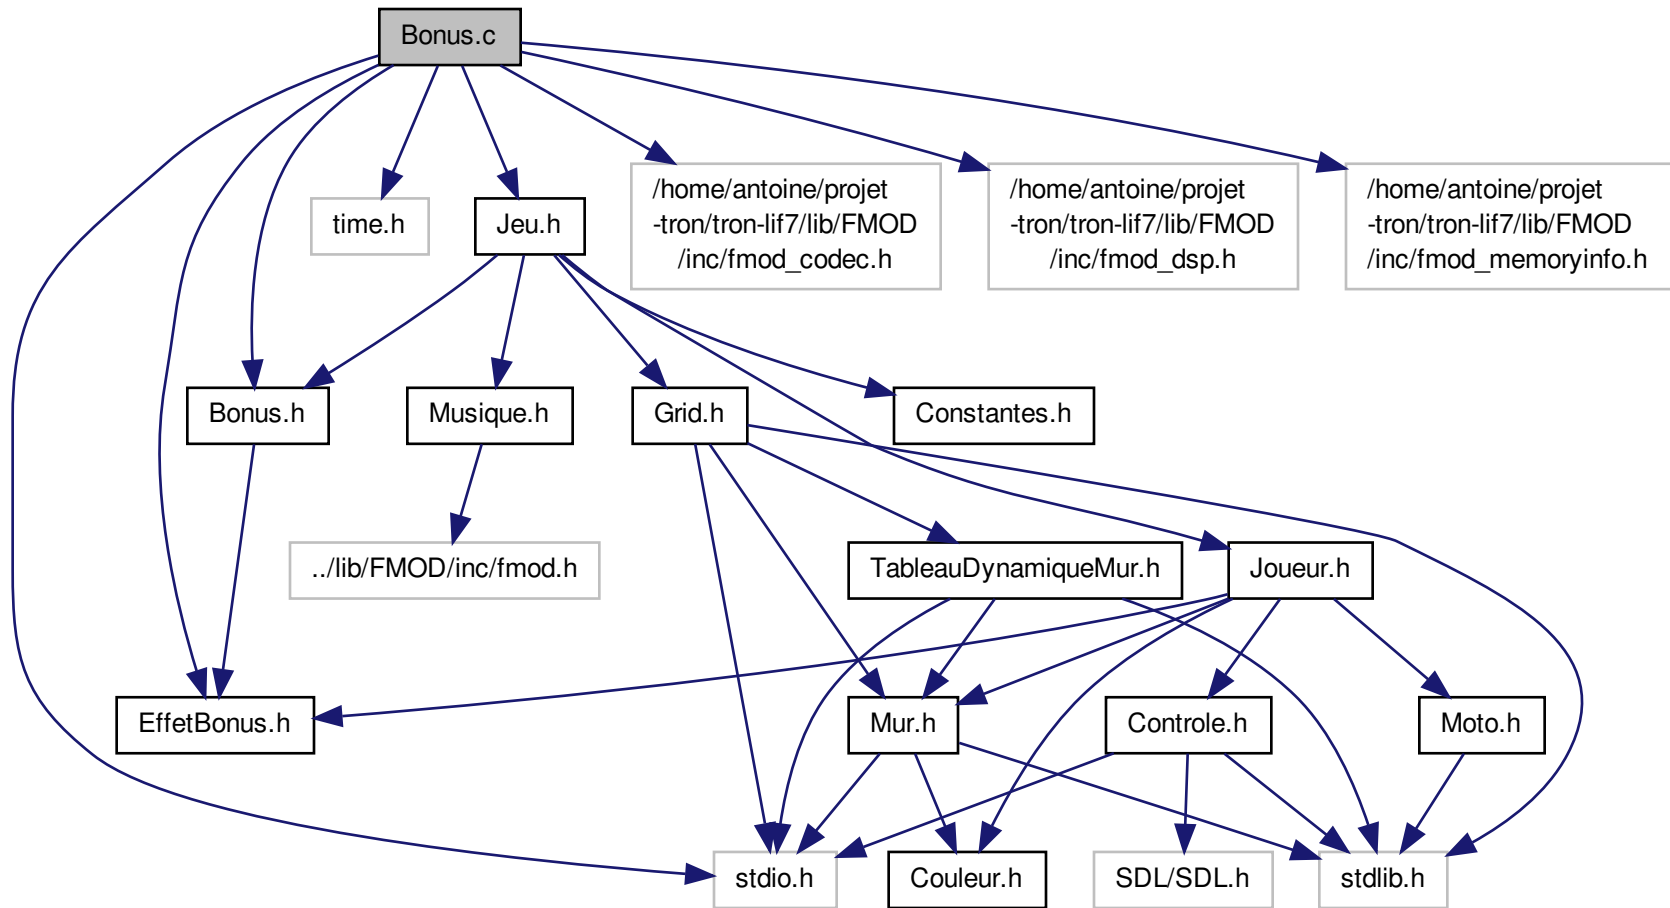 Bonus.c
time.h
Jeu.h
/home/antoine/projet
-tron/tron-lif7/lib/FMOD
/inc/fmod_codec.h
/home/antoine/projet
-tron/tron-lif7/lib/FMOD
/inc/fmod_dsp.h
/home/antoine/projet
-tron/tron-lif7/lib/FMOD
/inc/fmod_memoryinfo.h
Bonus.h
Musique.h
Grid.h
Constantes.h
../lib/FMOD/inc/fmod.h
TableauDynamiqueMur.h
Joueur.h
EffetBonus.h
Mur.h
Controle.h
Moto.h
stdio.h
Couleur.h
SDL/SDL.h
stdlib.h